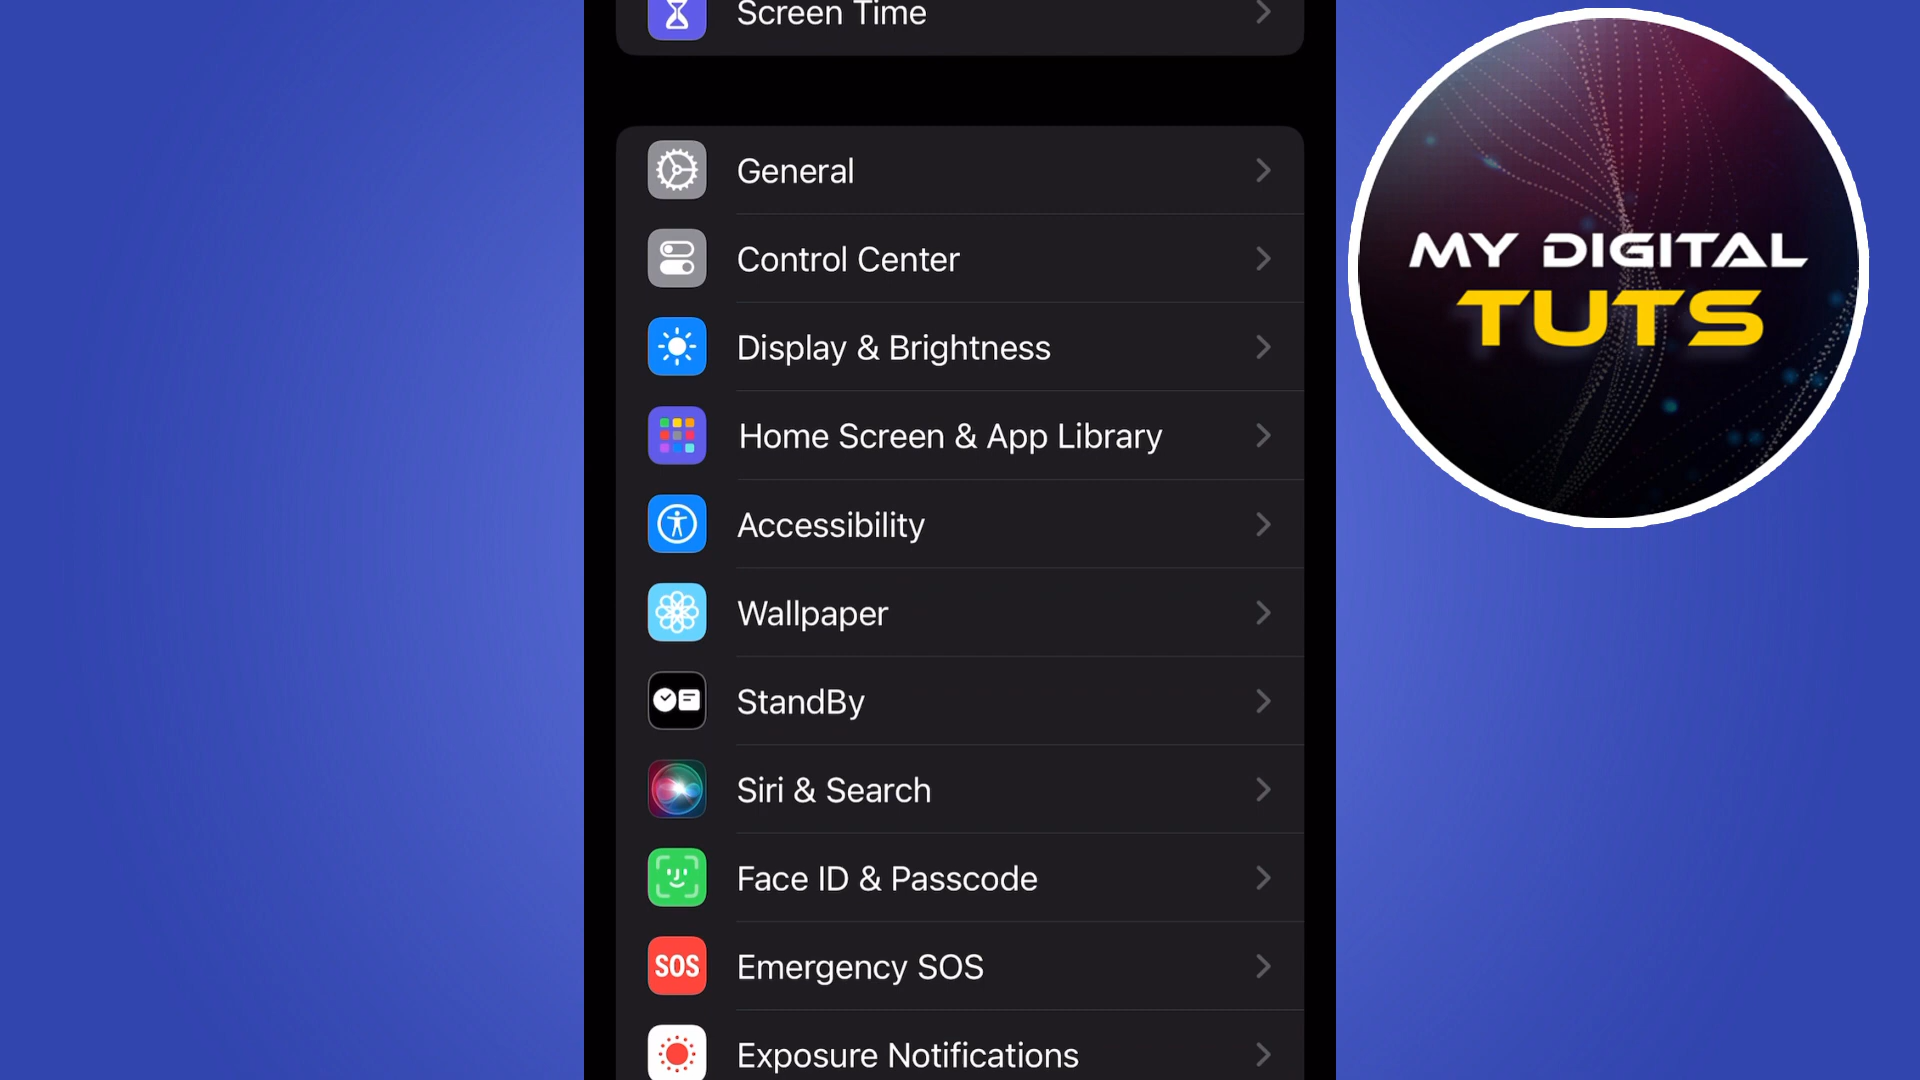 Screen Time
General
Control Center
Display & Brightness
Home Screen & App Library
Accessibility
Wallpaper
StandBy
Siri & Search
Face ID & Passcode
SOS
Emergency SOS
Exposure Notifications
MY DIGITAL
TUTS